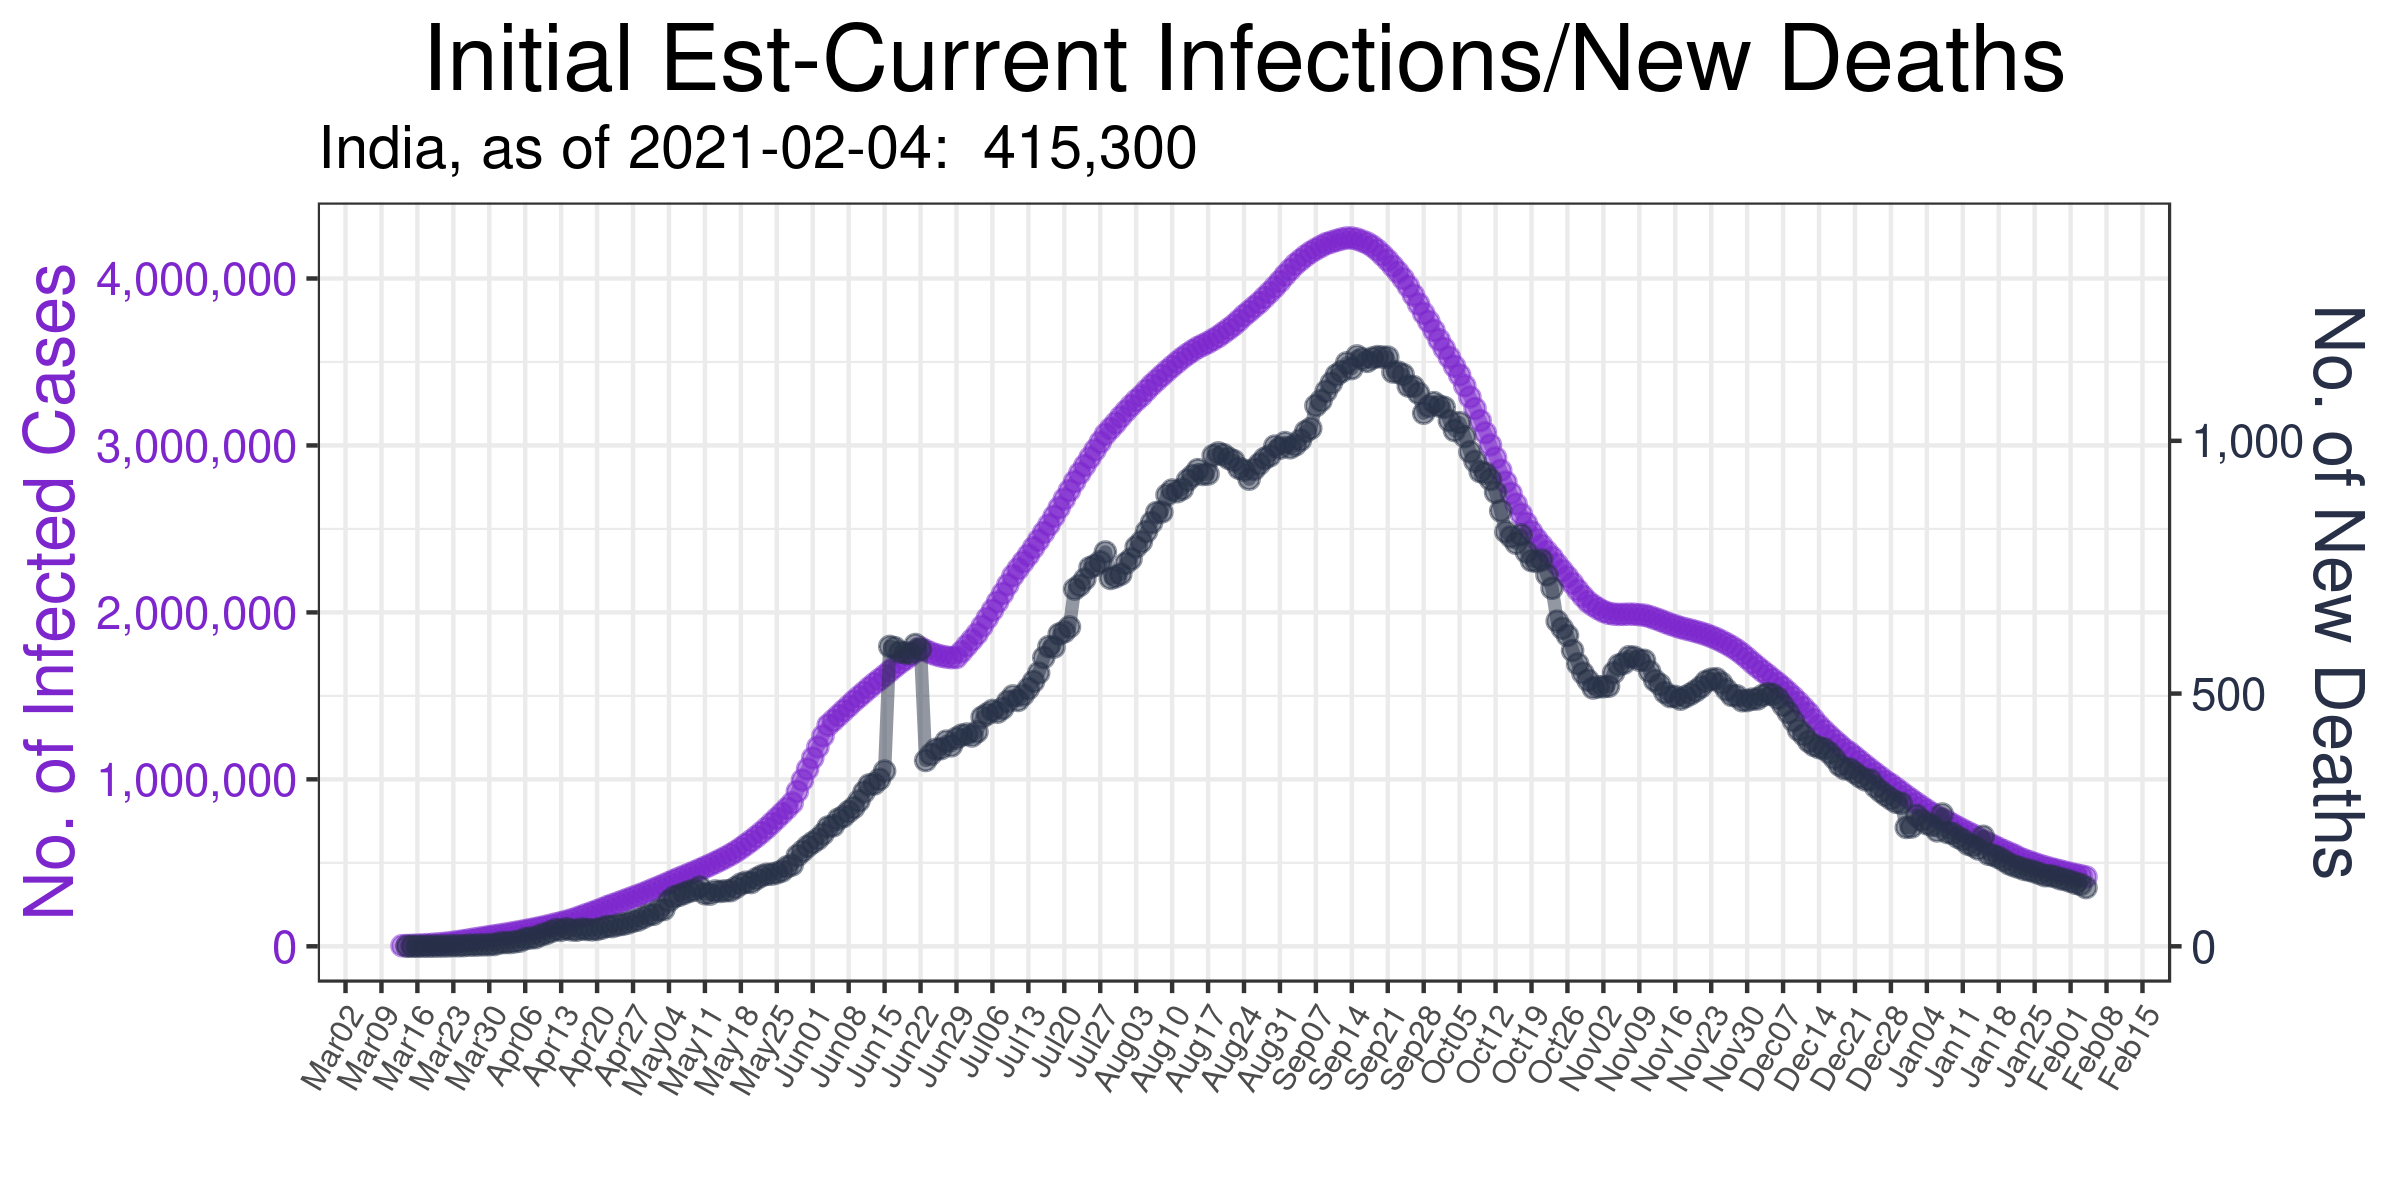 Initial Est-Current Infections/New Deaths
India, as of 2021-02-04:  415,300
No. of Infected Cases
4,000,000
3,000,000
2,000,000
1,000,000
0
No. of New Deaths
1,000
500
0
Mar02
Mar09
Mar16
Mar23
Mar30
Apr06
Apr13
Apr20
Apr27
May04
May11
May18
May25
Jun01
Jun08
Jun15
Jun22
Jun29
Jul06
Jul13
Jul20
Jul27
Aug03
Aug10
Aug17
Aug24
Aug31
Sep07
Sep14
Sep21
Sep28
Oct05
Oct12
Oct19
Oct26
Nov02
Nov09
Nov16
Nov23
Nov30
Dec07
Dec14
Dec21
Dec28
Jan04
Jan11
Jan18
Jan25
Feb01
Feb08
Feb15